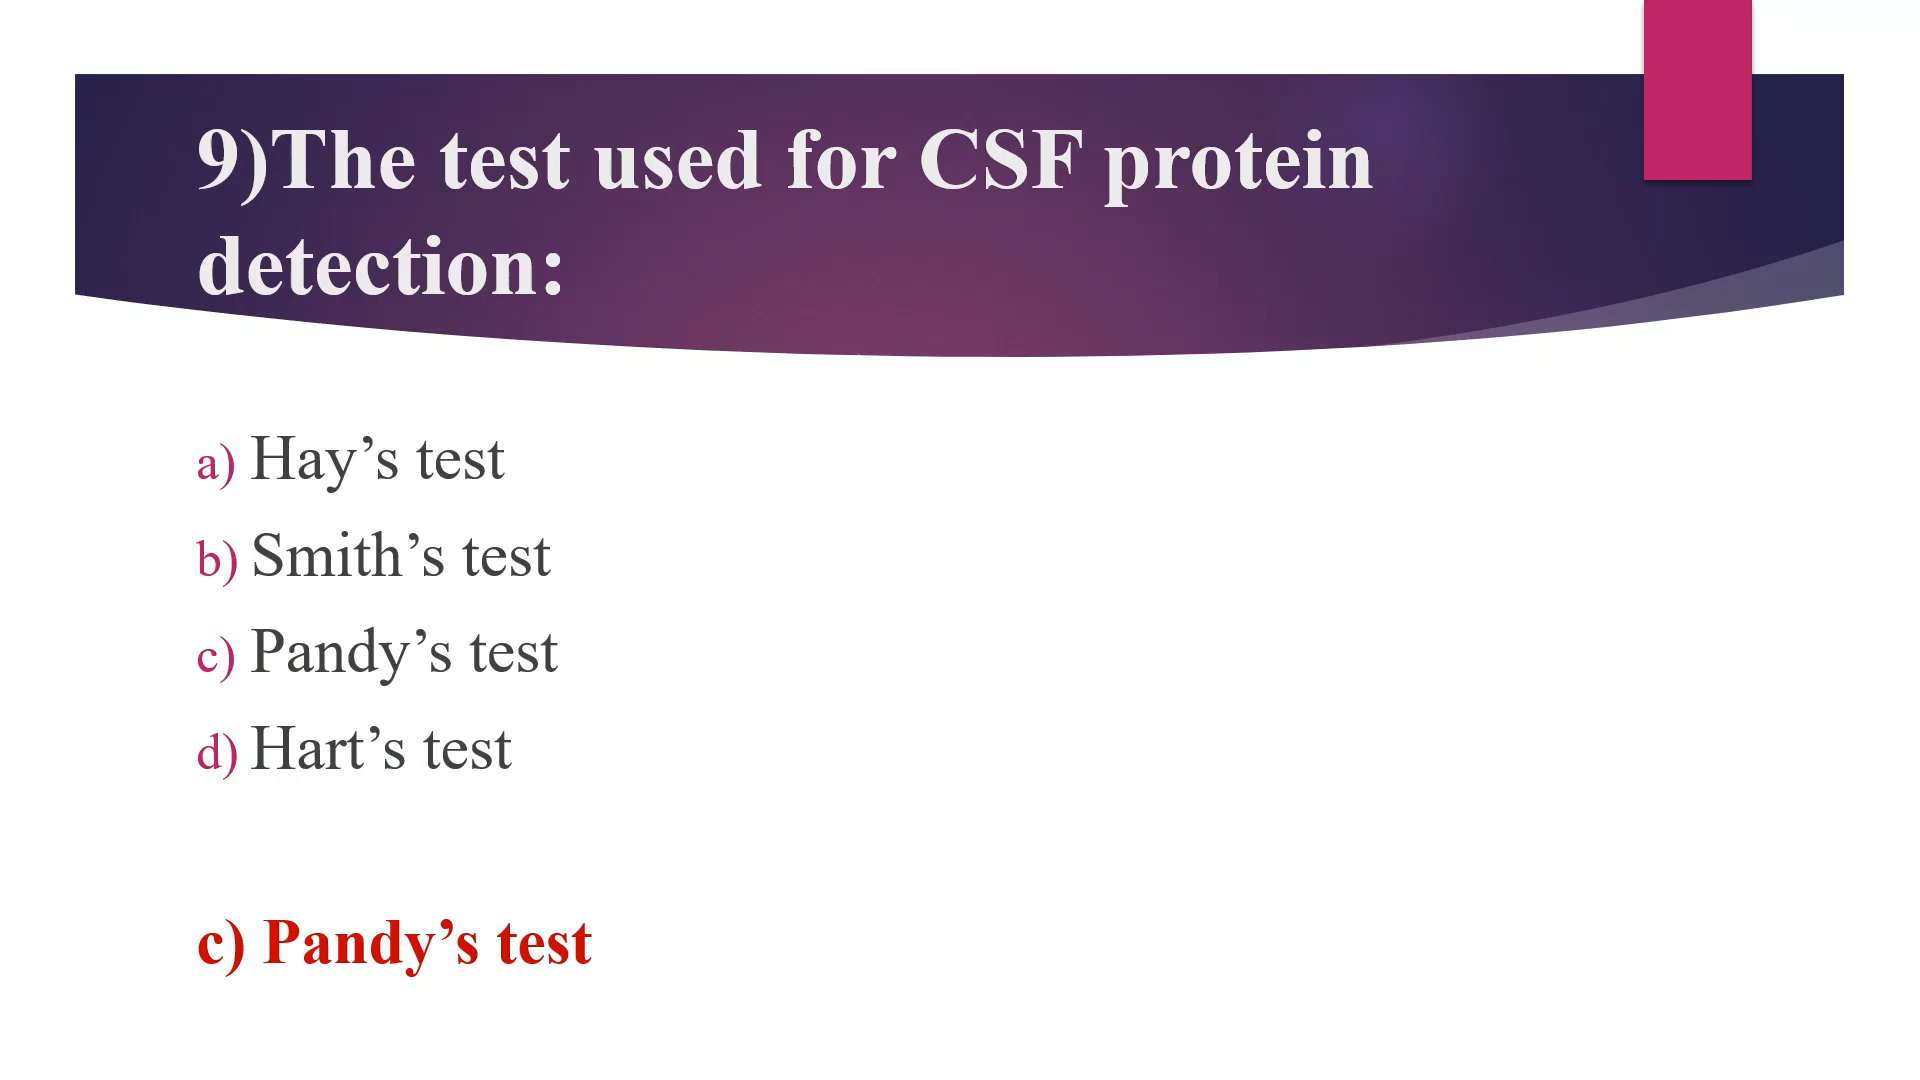 9)The test used for CSF protein
detection:
a) Hay’s test
b) Smith’s test
c) Pandy’s test
d) Hart’s test
c) Pandy’s test